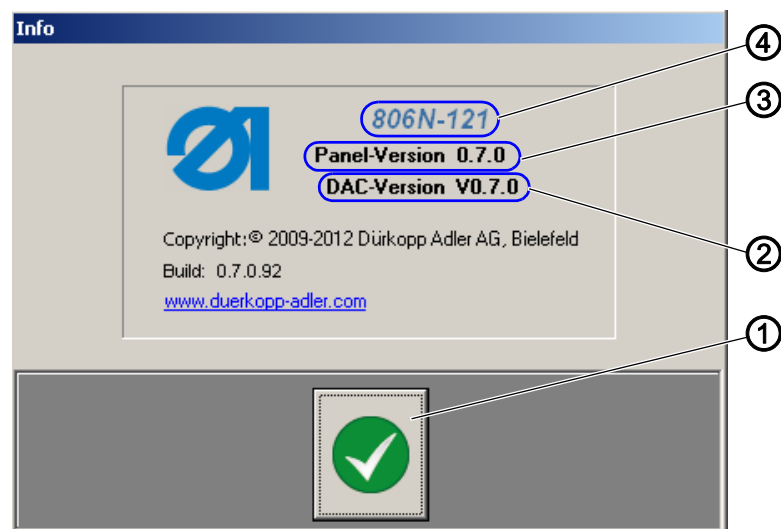 Info
806N-121
Panel-Version 0.7.0
DAC-Version V0.7.0
Copyright:© 2009-2012 Dürkopp Adler AG, Bielefeld
Build: 0.7.0.92
www.duerkopp-adler.com
4
3
2
1